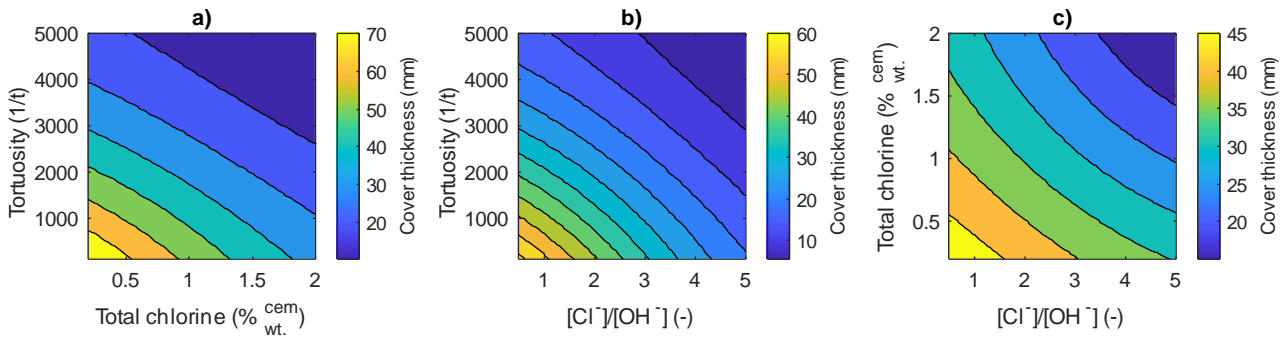 a)
5000
4000
3000
2000
1000
Tortuosity (1/t)
0.5 1 1.5 2
Total chlorine (% cem wt.)
70
60
50
40
30
20
Cover thickness (mm)
b)
5000
4000
3000
2000
1000
Tortuosity (1/t)
1 2 3 4 5
[Cl⁻]/[OH⁻] (-)
60
50
40
30
20
10
Cover thickness (mm)
c)
2
1.5
1
0.5
Total chlorine (% cem wt.)
1 2 3 4 5
[Cl⁻]/[OH⁻] (-)
45
40
35
30
25
20
Cover thickness (mm)